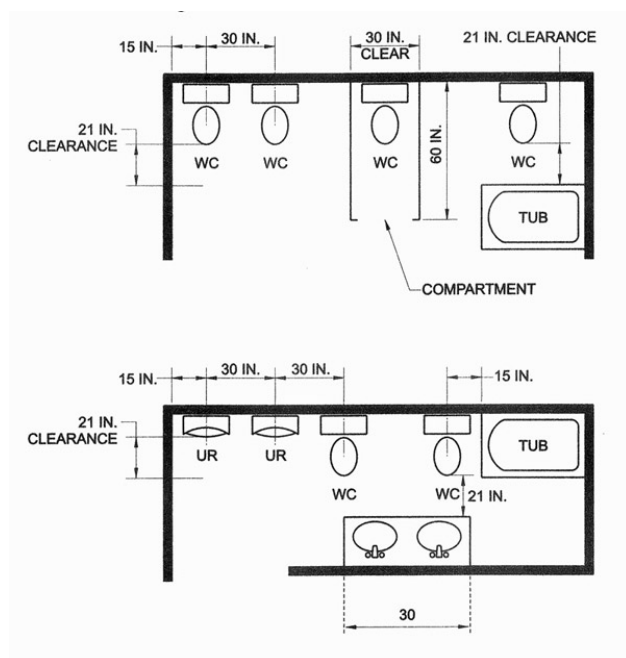 15 IN.
30 IN.
30 IN.
CLEAR
21 IN. CLEARANCE
21 IN.
CLEARANCE
WC
WC
WC
60 IN.
WC
TUB
COMPARTMENT
15 IN.
30 IN.
30 IN.
15 IN.
21 IN.
CLEARANCE
UR
UR
WC
WC
21 IN.
TUB
30